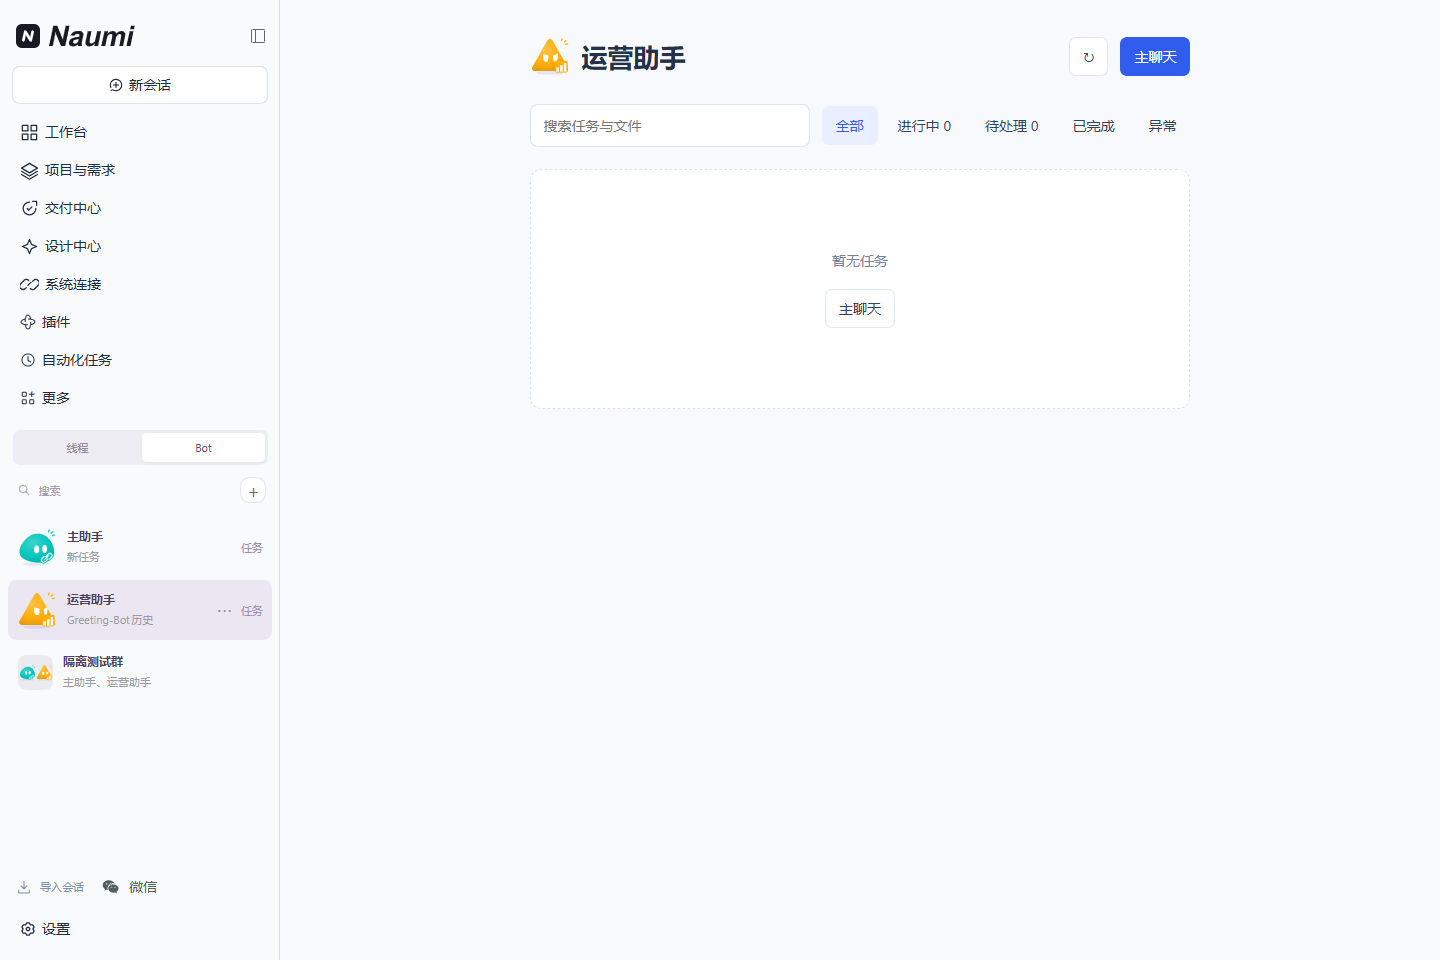 Naumi
新会话
工作台
项目与需求
交付中心
设计中心
系统连接
插件
自动化任务
更多
线程
Bot
搜索
主助手
新任务
任务
运营助手
Greeting-Bot历史
任务
隔离测试群
主助手、运营助手
导入会话
微信
设置
运营助手
主聊天
搜索任务与文件
全部
进行中 0
待处理 0
已完成
异常
暂无任务
主聊天